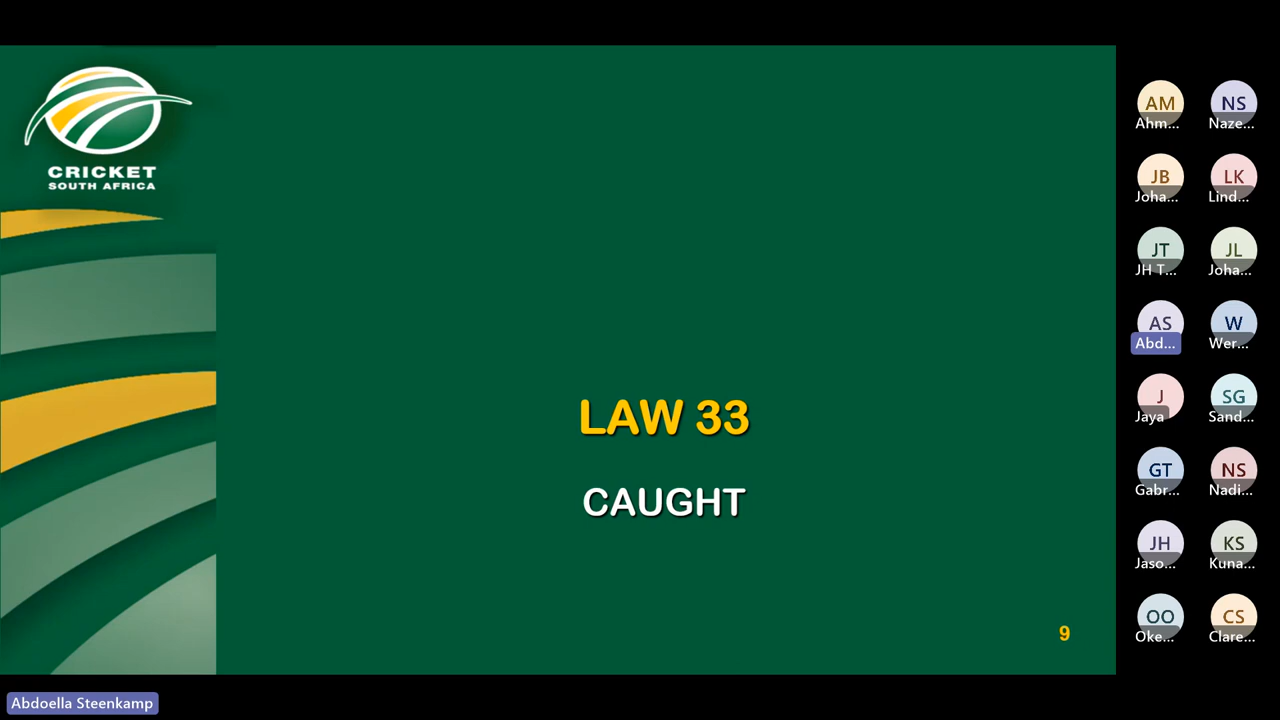 CRICKET
SOUTH AFRICA
LAW 33
CAUGHT
9
AM
Ahm...
NS
Naze...
JB
Joha...
LK
Lind...
JT
JH T...
JL
Joha...
AS
Abd...
W
Wer...
J
Jaya
SG
Sand...
GT
Gabr...
NS
Nadi...
JH
Jaso...
KS
Kuna...
OO
Oke...
CS
Clare...
Abdoella Steenkamp